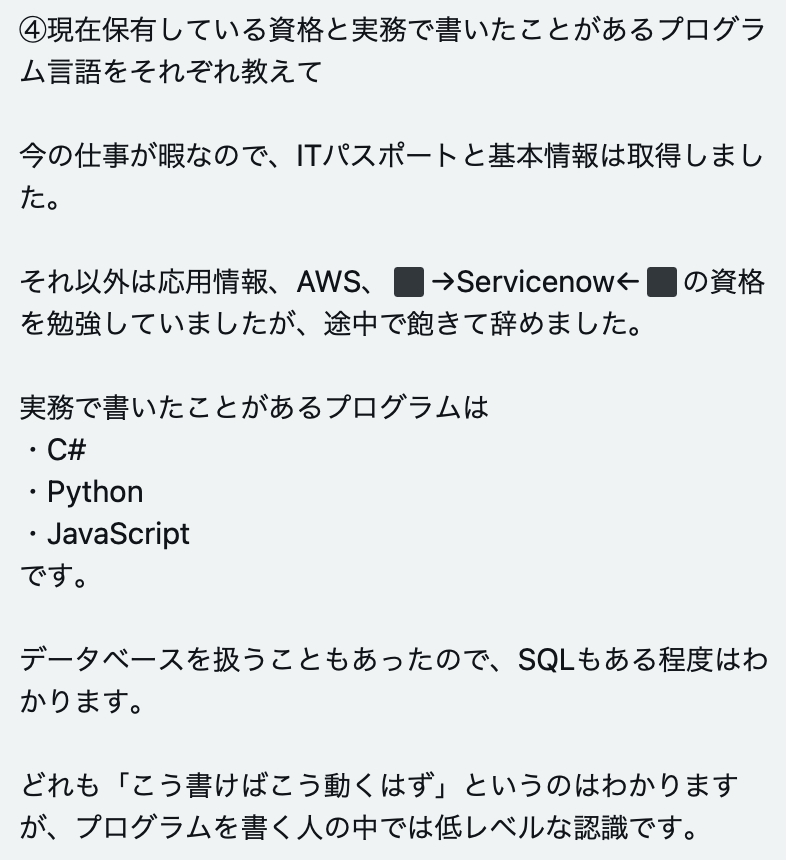 ④現在保有している資格と実務で書いたことがあるプログラ
ム言語をそれぞれ教えて
今の仕事が暇なので、ITパスポートと基本情報は取得しまし
た。
それ以外は応用情報、AWS、⬛️→Servicenow←⬛️の資格
を勉強していましたが、途中で飽きて辞めました。
実務で書いたことがあるプログラムは
・C#
・Python
・JavaScript
です。
データベースを扱うこともあったので、SQLもある程度はわ
かります。
どれも「こう書けばこう動くはず」というのはわかります
が、プログラムを書く人の中では低レベルな認識です。